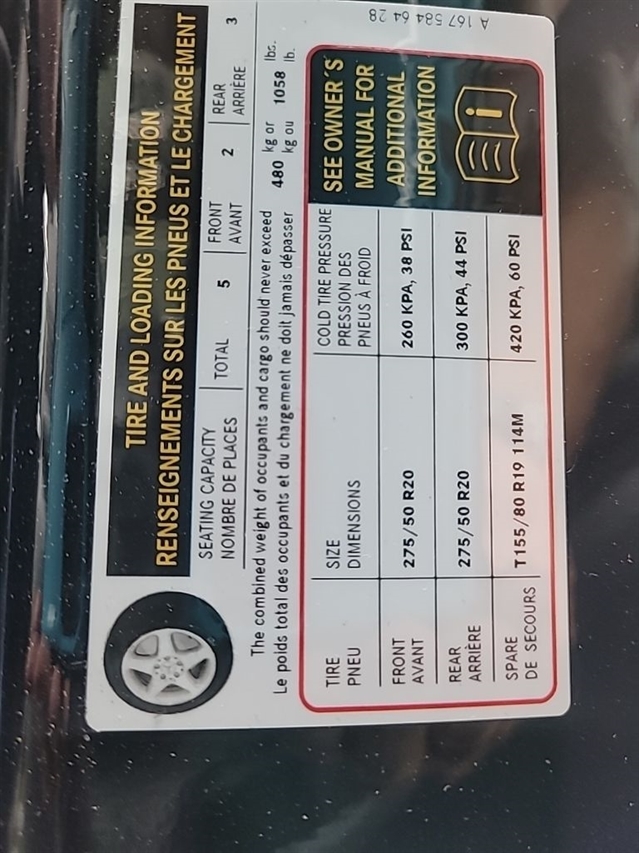 TIRE AND LOADING INFORMATION
RENSEIGNEMENTS SUR LES PNEUS ET LE CHARGEMENT
SEATING CAPACITY
NOMBRE DE PLACES
TOTAL 5
FRONT
AVANT
2
REAR
ARRIÈRE
3
The combined weight of occupants and cargo should never exceed 480 kg or 1058 lbs.
Le poids total des occupants et du chargement ne doit jamais dépasser kg ou lb.
TIRE
PNEU
SIZE
DIMENSIONS
COLD TIRE PRESSURE
PRESSION DES
PNEUS À FROID
SEE OWNER'S
MANUAL FOR
ADDITIONAL
INFORMATION
FRONT
AVANT
275/50 R20
260 KPA, 38 PSI
REAR
ARRIÈRE
275/50 R20
300 KPA, 44 PSI
SPARE
DE SECOURS
T155/80 R19 114M
420 KPA, 60 PSI
A 167 584 64 28